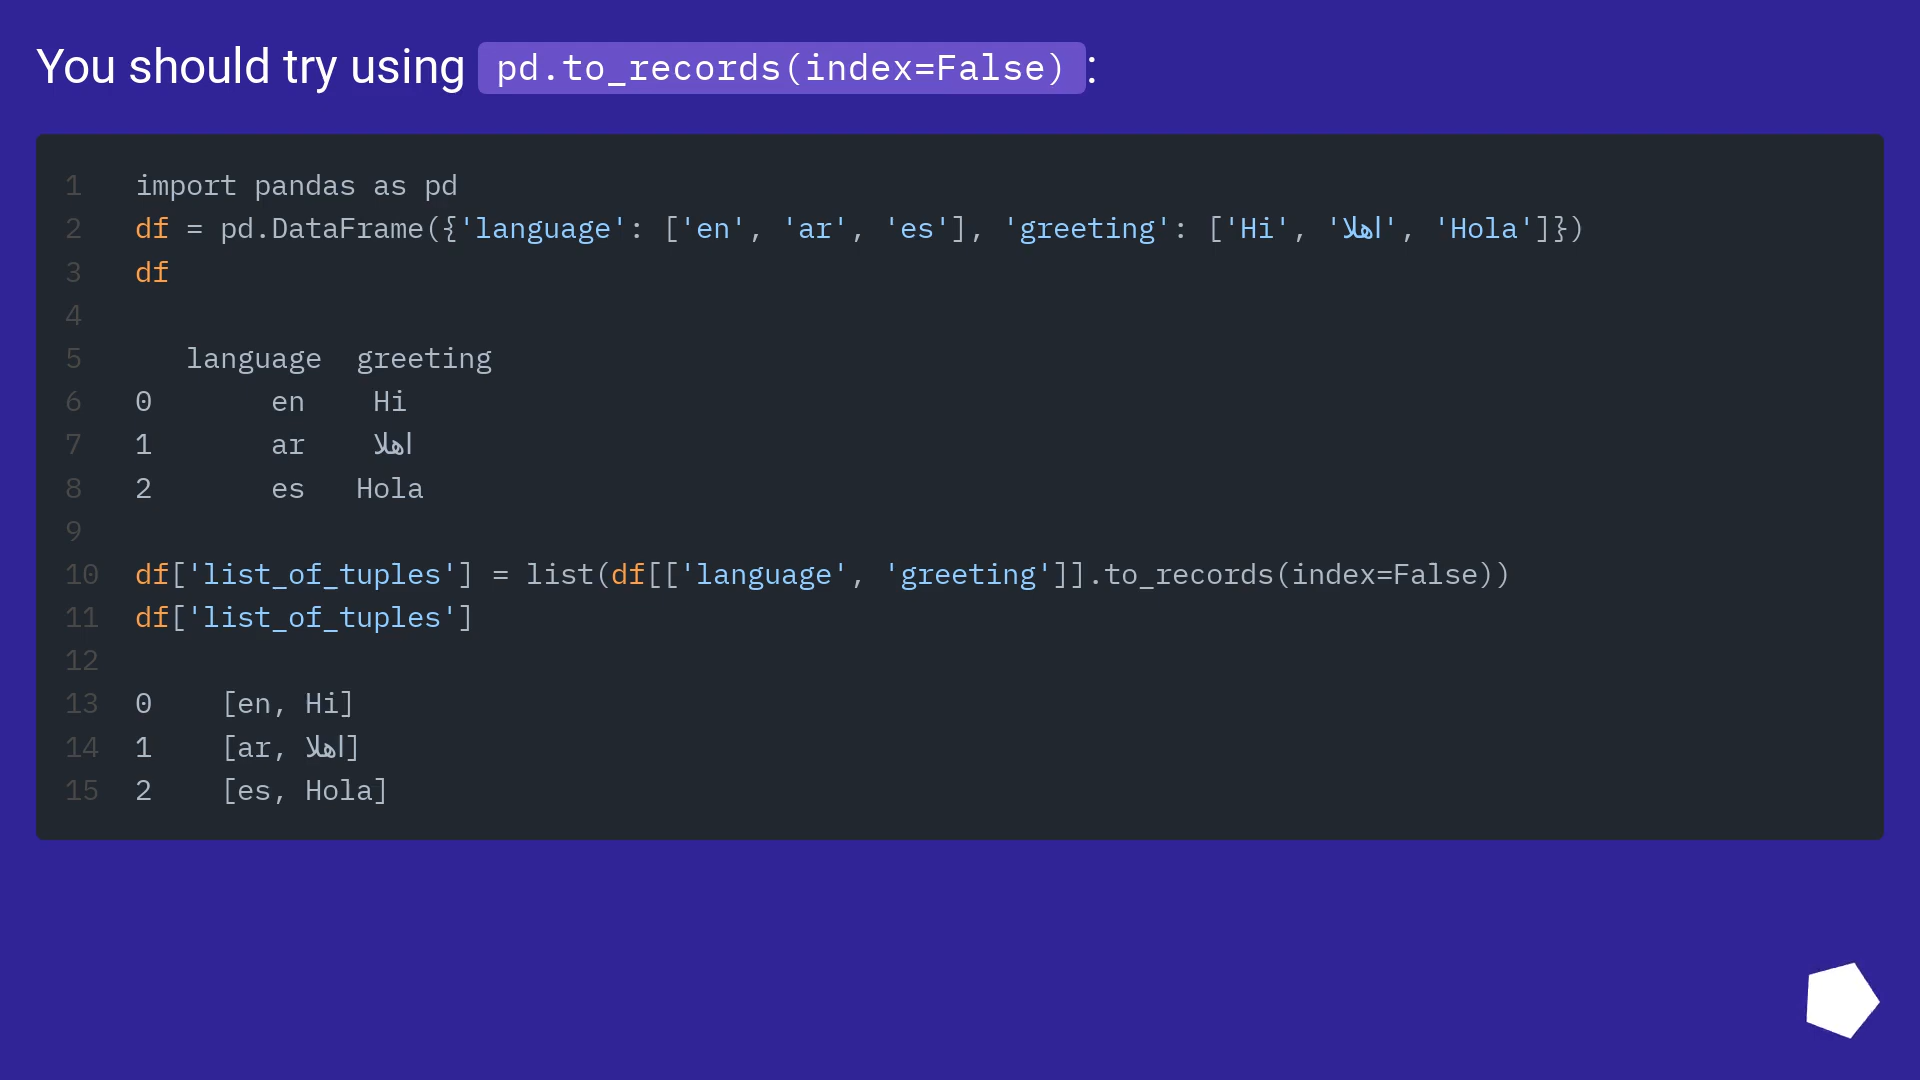 You should try using pd.to_records(index=False):
1 import pandas as pd
2 df = pd.DataFrame({'language': ['en', 'ar', 'es'], 'greeting': ['Hi', 'اهلا', 'Hola']})
3 df
4
5    language  greeting
6 0       en    Hi
7 1       ar    اهلا
8 2       es   Hola
9
10 df['list_of_tuples'] = list(df[['language', 'greeting']].to_records(index=False))
11 df['list_of_tuples']
12
13 0    [en, Hi]
14 1    [ar, اهلا]
15 2    [es, Hola]